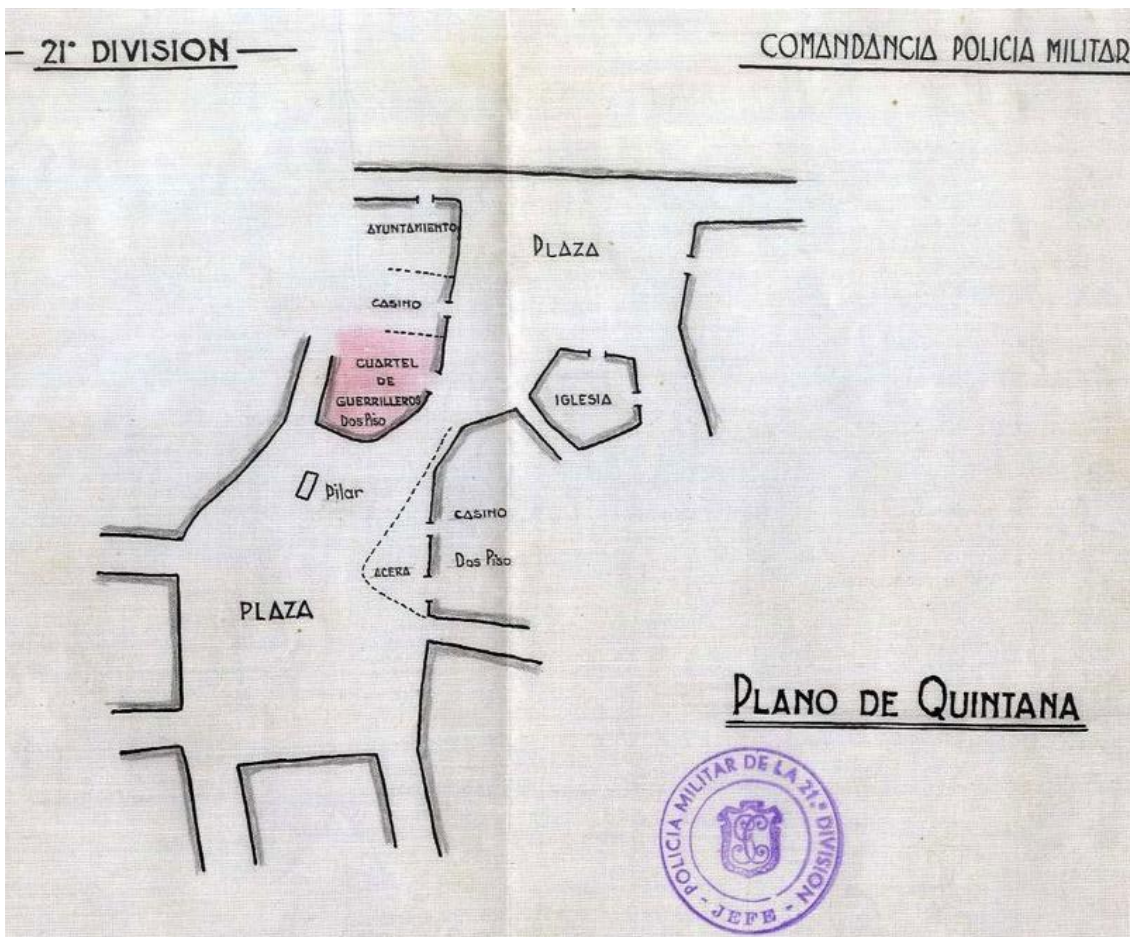 21ª DIVISION
COMANDANCIA POLICIA MILITAR
AYUNTAMIENTO
PLAZA
CASINO
CUARTEL
DE
GUERRILLEROS
Dos Piso
IGLESIA
Pilar
CASINO
Dos Piso
ACERA
PLAZA
PLANO DE QUINTANA
POLICIA MILITAR DE LA 21.ª DIVISION
- JEFE -